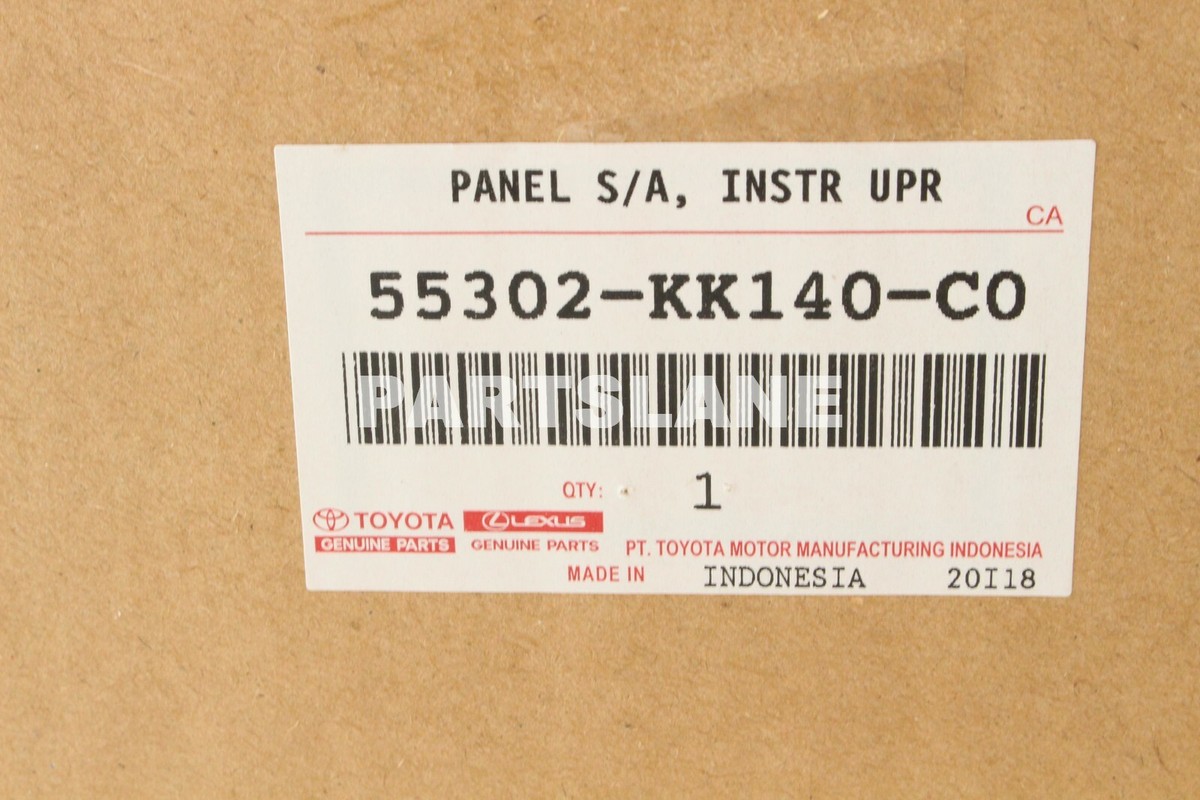 PANEL S/A, INSTR UPR
CA
55302-KK140-C0
PARTSLANE
QTY: 1
TOYOTA LEXUS
GENUINE PARTS GENUINE PARTS PT. TOYOTA MOTOR MANUFACTURING INDONESIA
MADE IN INDONESIA 20I18